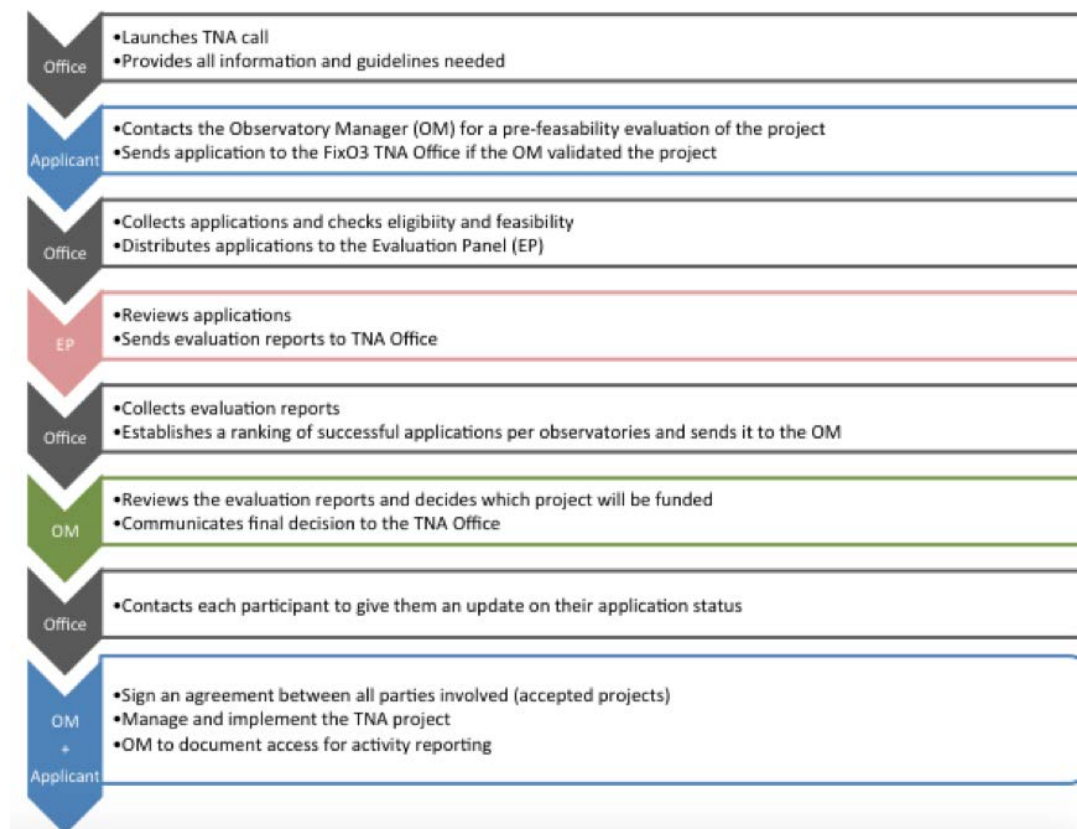 Office
•Launches TNA call
•Provides all information and guidelines needed
Applicant
•Contacts the Observatory Manager (OM) for a pre-feasability evaluation of the project
•Sends application to the FixO3 TNA Office if the OM validated the project
Office
•Collects applications and checks eligibiity and feasibility
•Distributes applications to the Evaluation Panel (EP)
EP
•Reviews applications
•Sends evaluation reports to TNA Office
Office
•Collects evaluation reports
•Establishes a ranking of successful applications per observatories and sends it to the OM
OM
•Reviews the evaluation reports and decides which project will be funded
•Communicates final decision to the TNA Office
Office
•Contacts each participant to give them an update on their application status
OM
+
Applicant
•Sign an agreement between all parties involved (accepted projects)
•Manage and implement the TNA project
•OM to document access for activity reporting